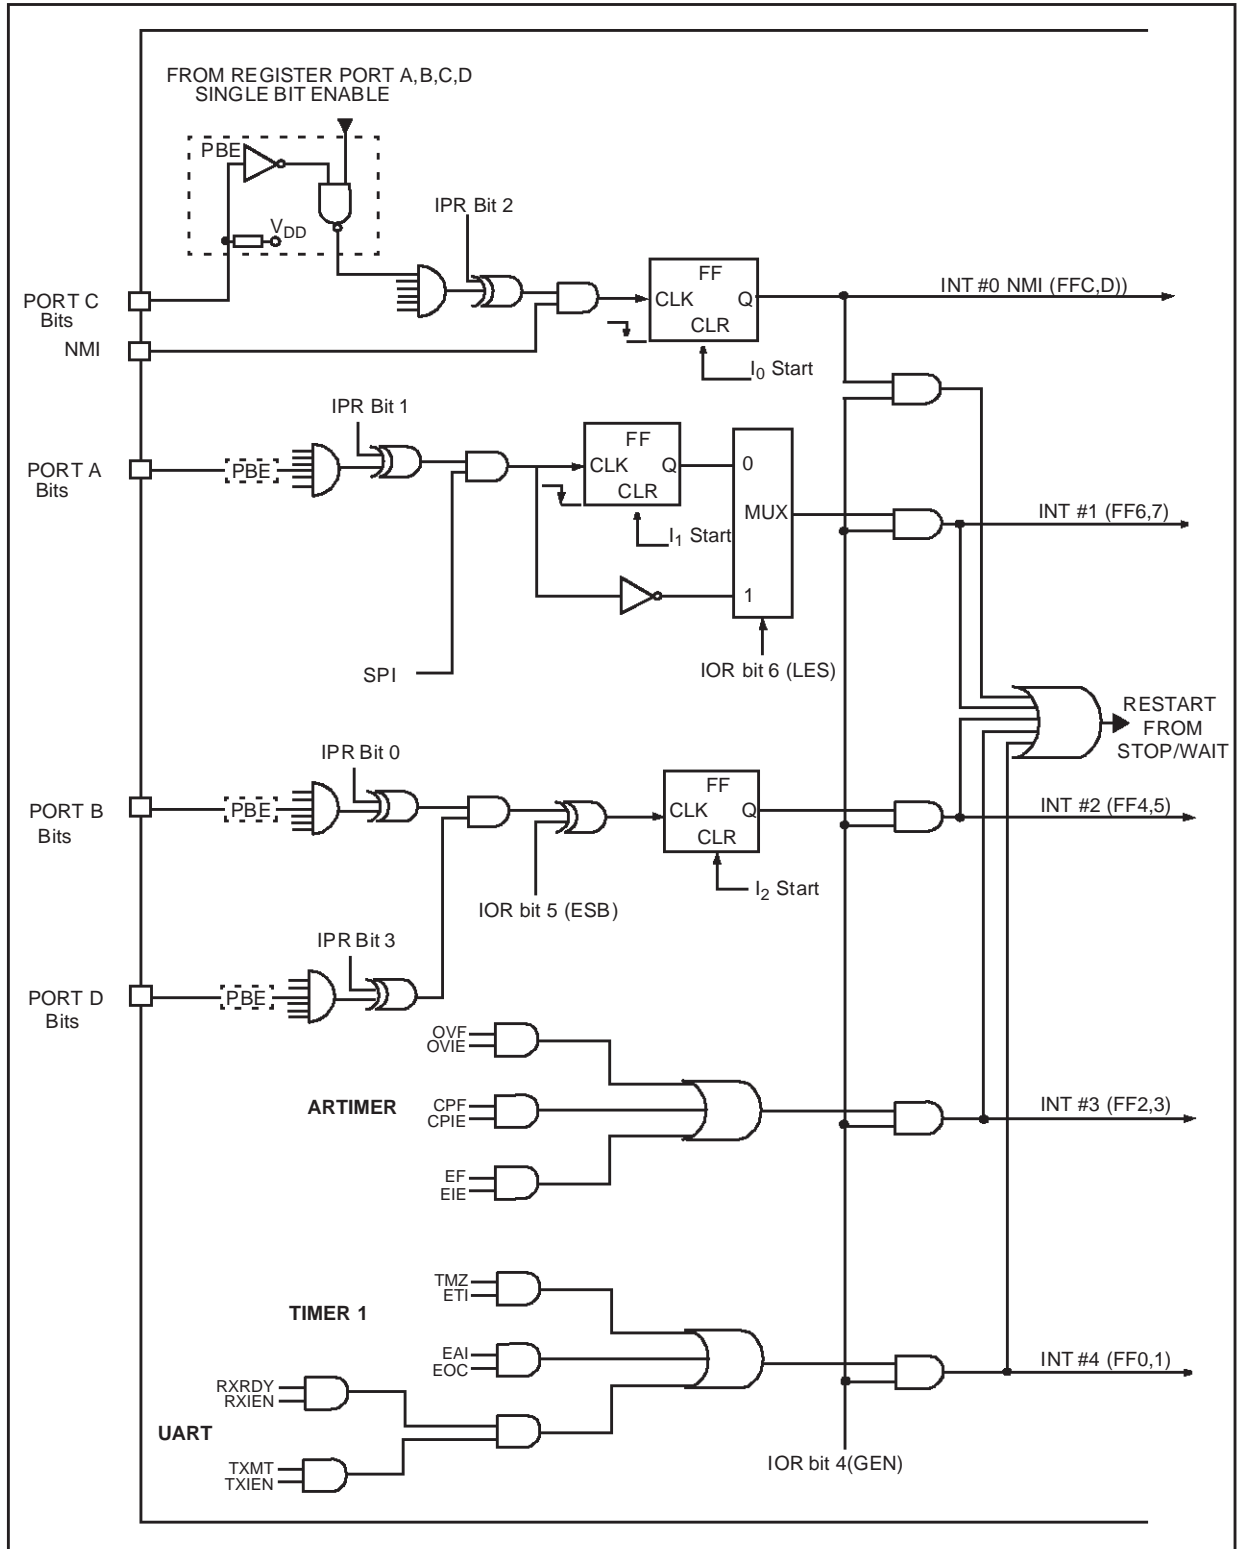 FROM REGISTER PORT A,B,C,D
SINGLE BIT ENABLE
PBE
VDD
IPR Bit 2
FF
CLK
Q
CLR
INT #0 NMI (FFC,D))
PORT C
Bits
NMI
I0 Start
IPR Bit 1
FF
CLK
Q
CLR
0
MUX
1
PORT A
Bits
PBE
INT #1 (FF6,7)
I1 Start
SPI
IOR bit 6 (LES)
RESTART
FROM
STOP/WAIT
IPR Bit 0
FF
CLK
Q
CLR
PORT B
Bits
PBE
INT #2 (FF4,5)
I2 Start
IOR bit 5 (ESB)
IPR Bit 3
PORT D
Bits
PBE
OVF
OVIE
ARTIMER
CPF
CPIE
INT #3 (FF2,3)
EF
EIE
TMZ
ETI
TIMER 1
EAI
EOC
INT #4 (FF0,1)
RXRDY
RXIEN
UART
TXMT
TXIEN
IOR bit 4(GEN)